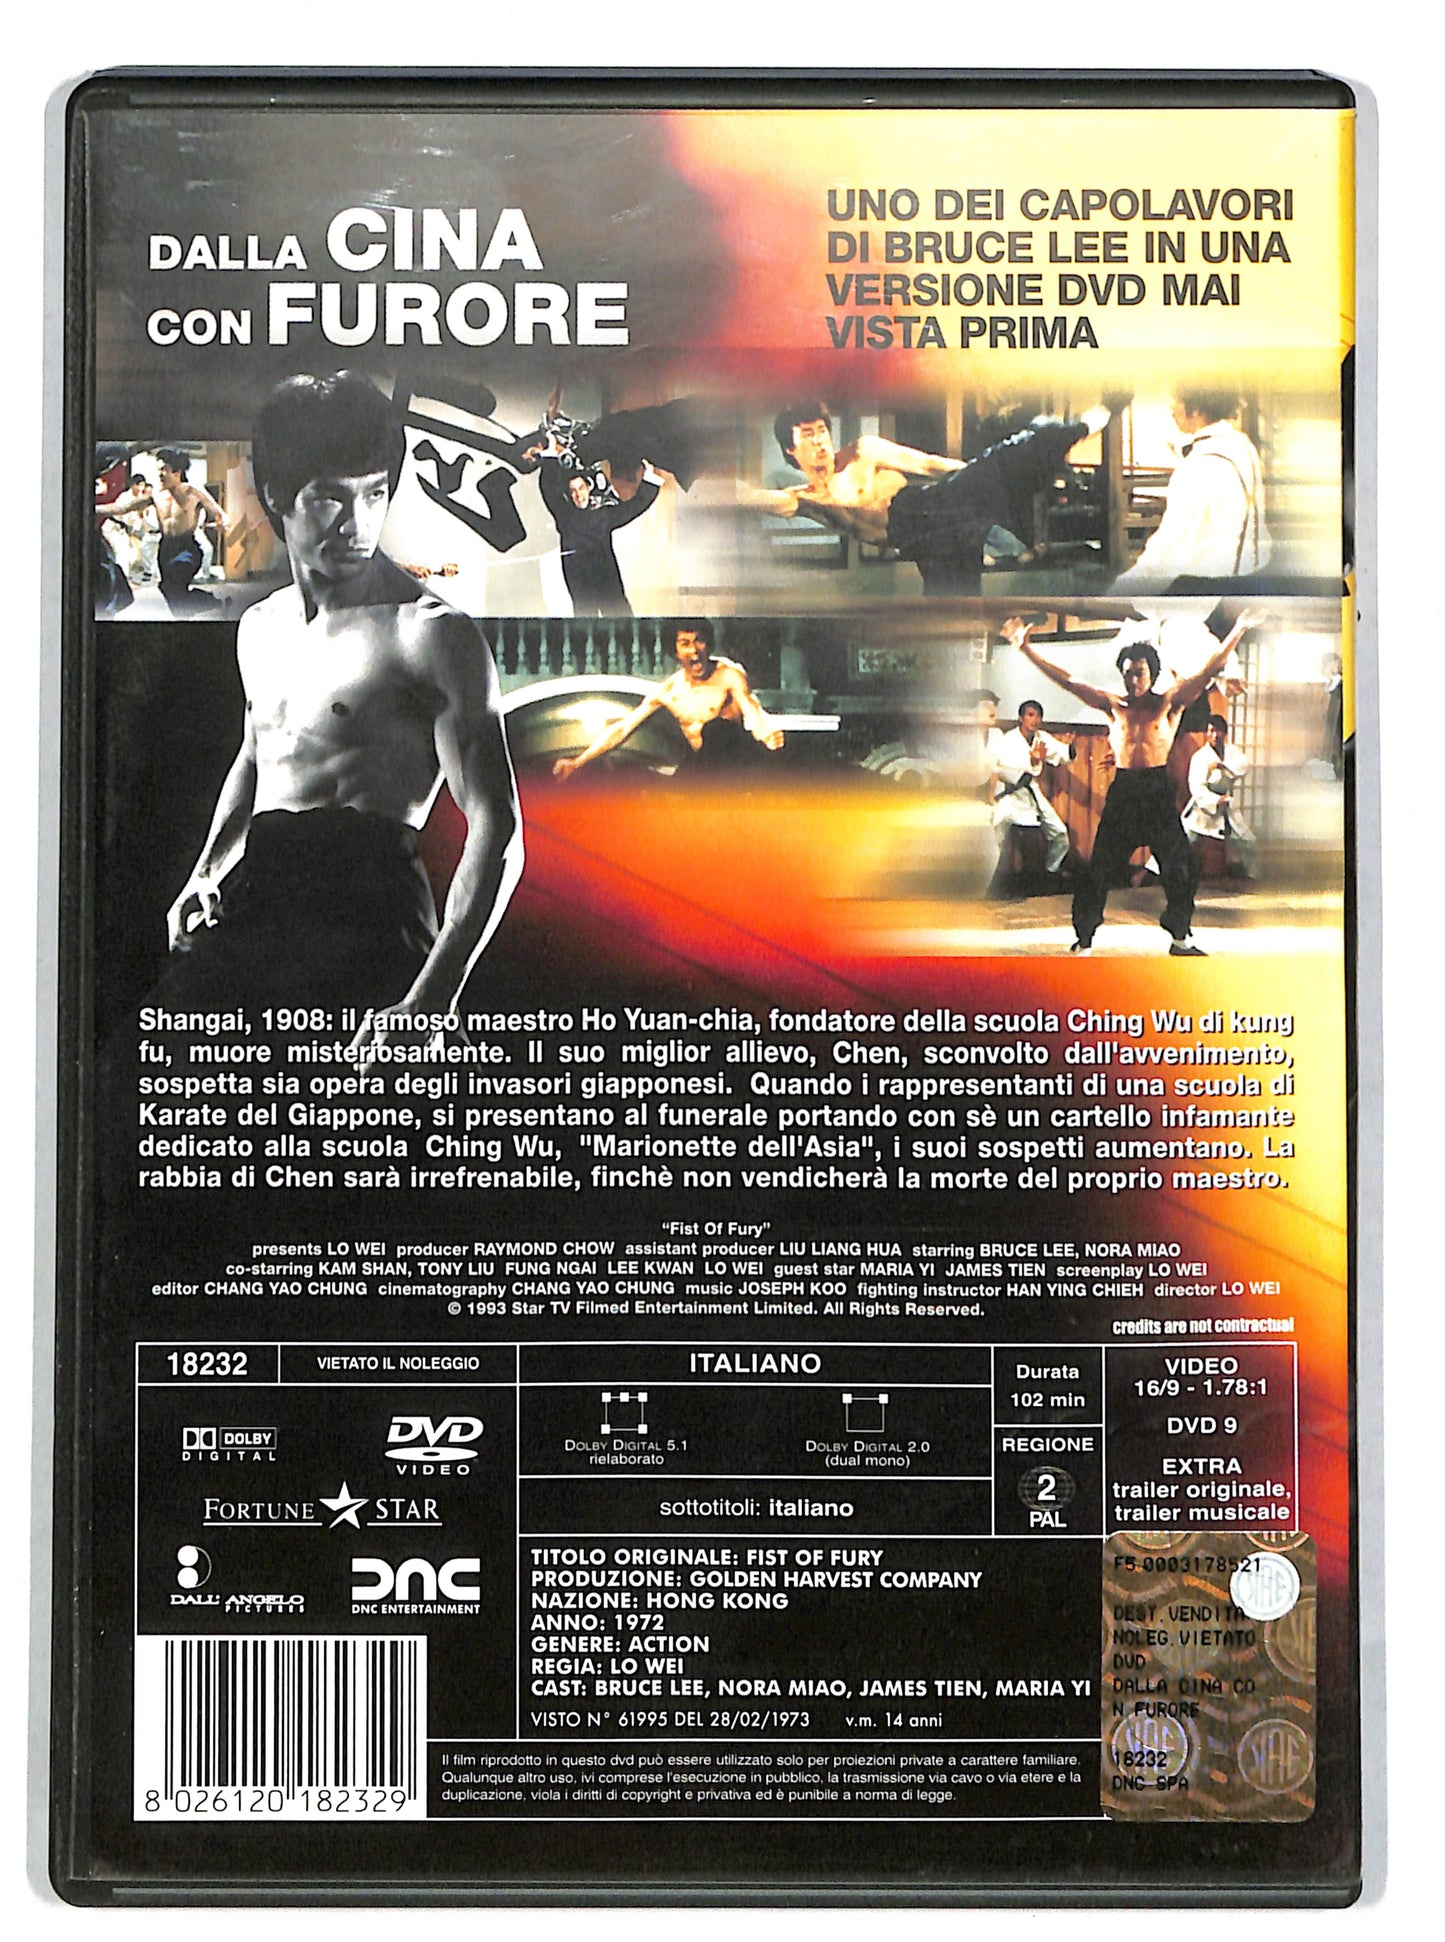 DALLA CINA
CON FURORE
UNO DEI CAPOLAVORI
DI BRUCE LEE IN UNA
VERSIONE DVD MAI
VISTA PRIMA
Shangai, 1908: il famoso maestro Ho Yuan-chia, fondatore della scuola Ching Wu di kung
fu, muore misteriosamente. Il suo miglior allievo, Chen, sconvolto dall'avvenimento,
sospetta sia opera degli invasori giapponesi. Quando i rappresentanti di una scuola di
Karate del Giappone, si presentano al funerale portando con sè un cartello infamante
dedicato alla scuola Ching Wu, "Marionette dell'Asia", i suoi sospetti aumentano. La
rabbia di Chen sarà irrefrenabile, finchè non vendicherà la morte del proprio maestro.
“Fist Of Fury”
presents LO WEI producer RAYMOND CHOW assistant producer LIU LIANG HUA starring BRUCE LEE, NORA MIAO
co-starring KAM SHAN, TONY LIU FUNG NGAI LEE KWAN LO WEI guest star MARIA YI JAMES TIEN screenplay LO WEI
editor CHANG YAO CHUNG cinematography CHANG YAO CHUNG music JOSEPH KOO fighting instructor HAN YING CHIEH director LO WEI
© 1993 Star TV Filmed Entertainment Limited. All Rights Reserved.
credits are not contractual
18232
VIETATO IL NOLEGGIO
DOLBY
DIGITAL
DVD
VIDEO
FORTUNE STAR
DALL' ANGELO
PICTURES
DNC
DNC ENTERTAINMENT
ITALIANO
DOLBY DIGITAL 5.1
rielaborato
DOLBY DIGITAL 2.0
(dual mono)
sottotitoli: italiano
Durata
102 min
REGIONE
2
PAL
VIDEO
16/9 - 1.78:1
DVD 9
EXTRA
trailer originale,
trailer musicale
TITOLO ORIGINALE: FIST OF FURY
PRODUZIONE: GOLDEN HARVEST COMPANY
NAZIONE: HONG KONG
ANNO: 1972
GENERE: ACTION
REGIA: LO WEI
CAST: BRUCE LEE, NORA MIAO, JAMES TIEN, MARIA YI
VISTO N° 61995 DEL 28/02/1973 v.m. 14 anni
F5 0003178521
DEST.VENDITA
NOLEG.VIETATO
DVD
DALLA CINA CO
N FURORE
18232
DNC SPA
SIAE
Il film riprodotto in questo dvd può essere utilizzato solo per proiezioni private a carattere familiare.
Qualunque altro uso, ivi comprese l'esecuzione in pubblico, la trasmissione via cavo o via etere e la
duplicazione, viola i diritti di copyright e privativa ed è punibile a norma di legge.
8 026120 182329